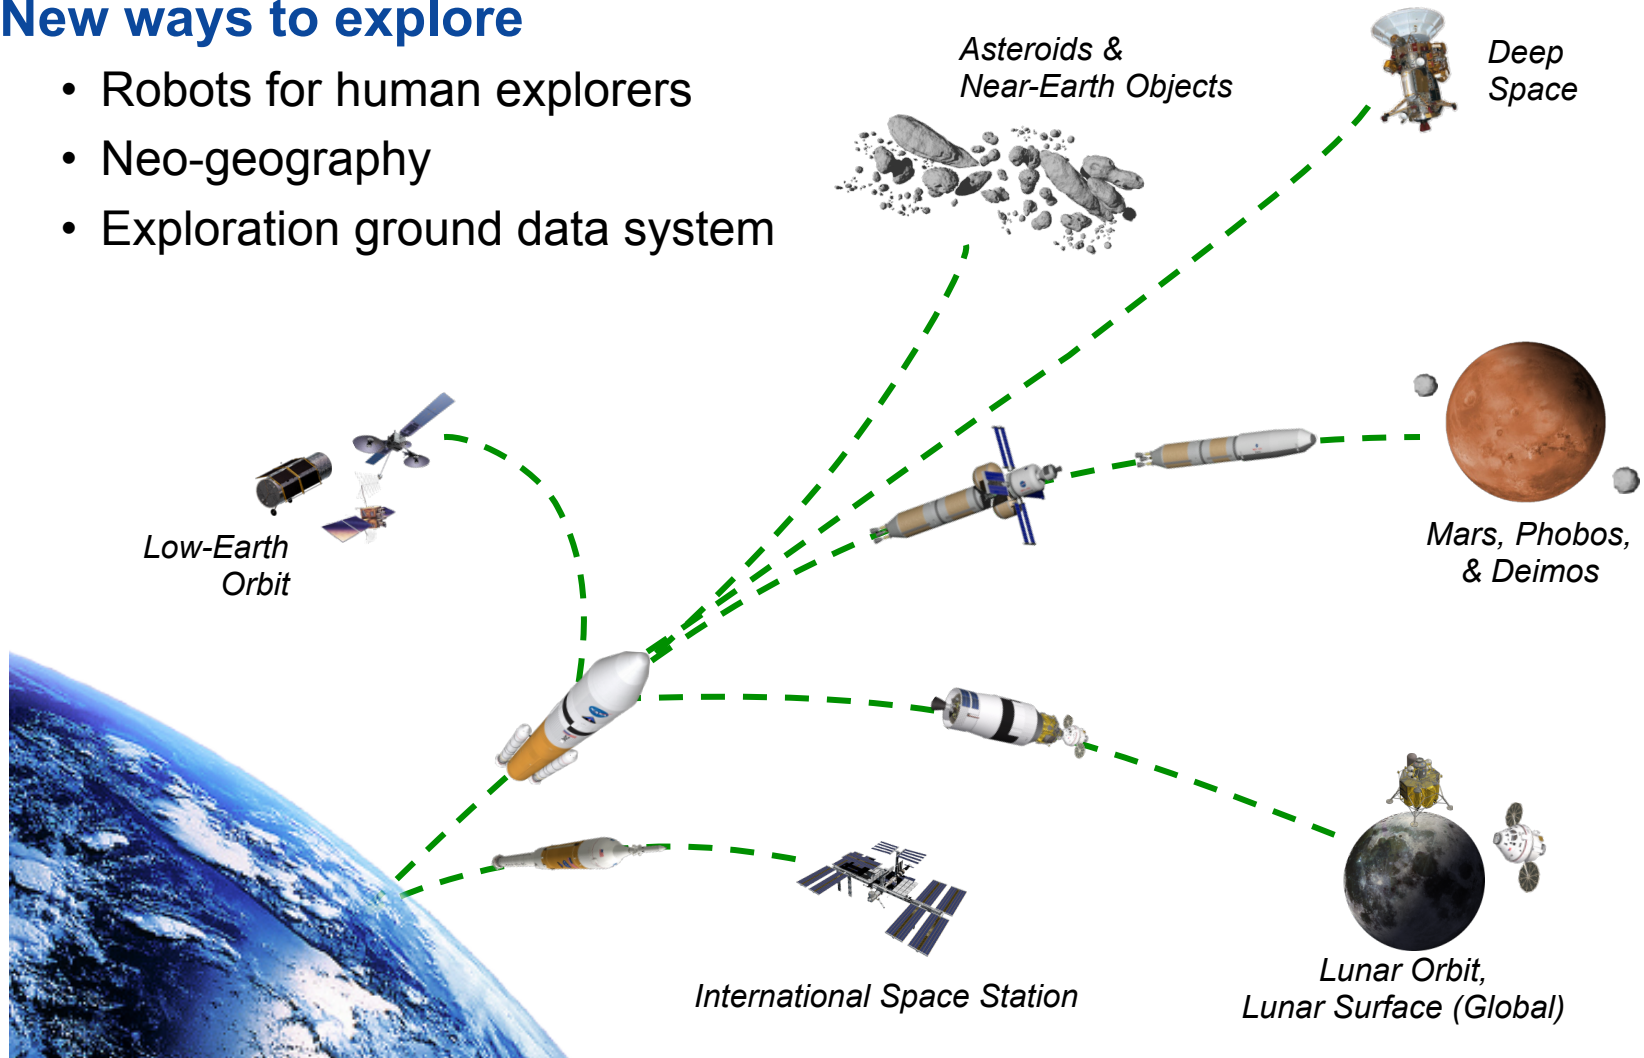 New ways to explore
• Robots for human explorers
• Neo-geography
• Exploration ground data system
Asteroids &
Near-Earth Objects
Deep
Space
Low-Earth
Orbit
Mars, Phobos,
& Deimos
International Space Station
Lunar Orbit,
Lunar Surface (Global)